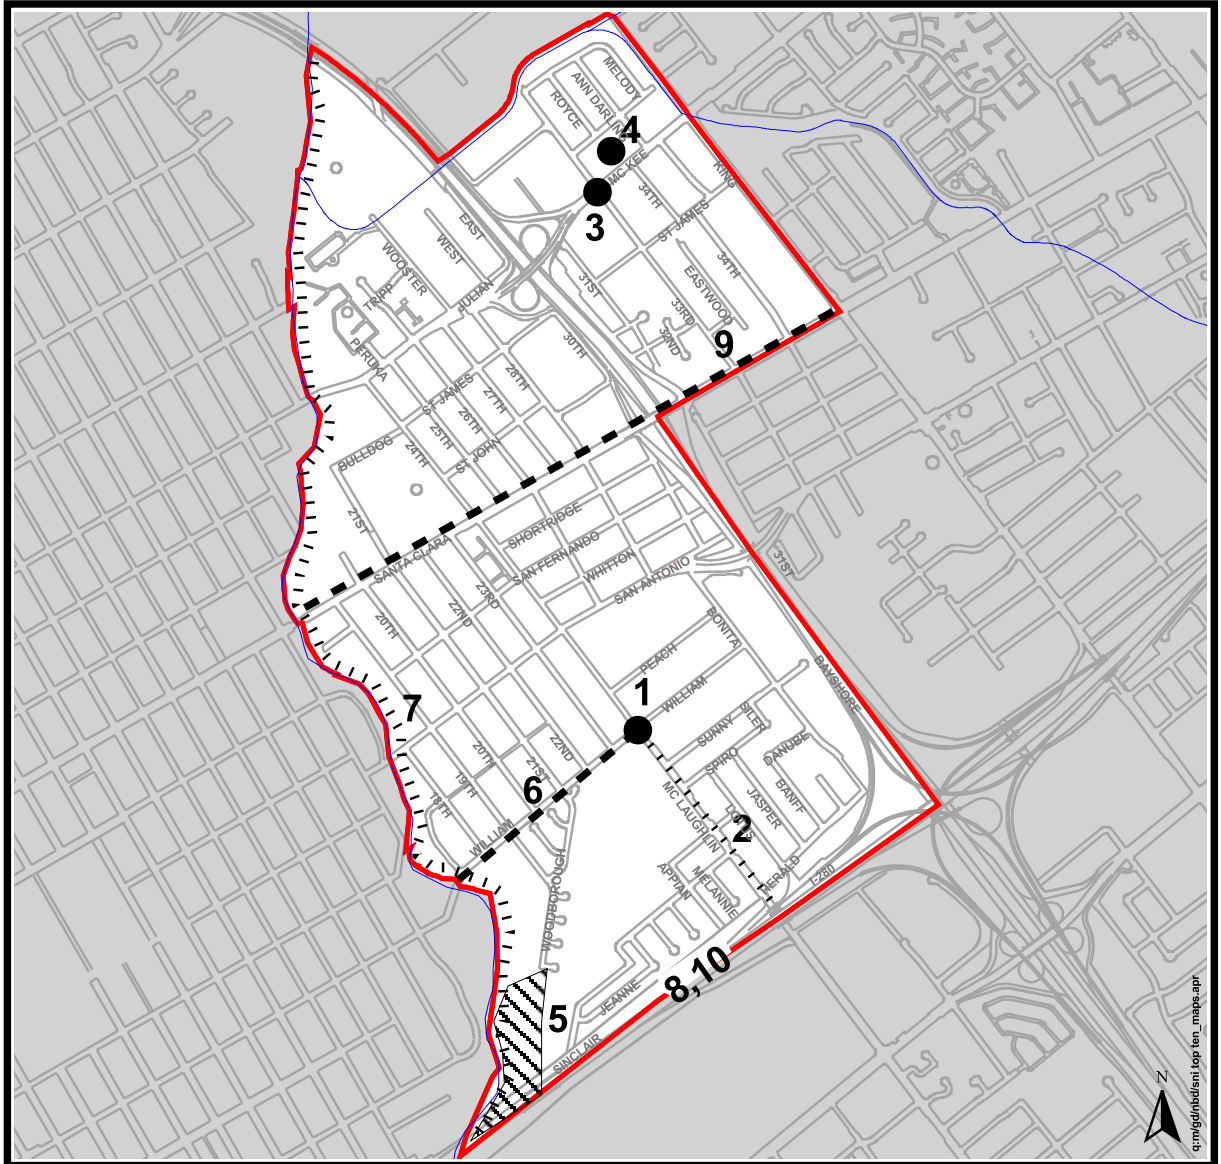 MELODY
ANN DARLING
ROYCE
4
MC KEE
KING
34TH
3
ST JAMES
EAST
WEST
WOOSTER
TRIPP
JULIAN
31ST
34TH
EASTWOOD
33RD
32ND
9
30TH
PERUKA
ST JAMES
28TH
27TH
26TH
25TH
24TH
ST JOHN
BULLDOG
21ST
SANTA CLARA
SHORTRIDGE
SAN FERNANDO
WHITTON
SAN ANTONIO
31ST
23RD
22ND
20TH
BONITA
PEACH
WILLIAM
BAYSHORE
1
7
SILER
SUNNY
DANUBE
SPIRO
BANFF
JASPER
22ND
21ST
20TH
19TH
18TH
6
WILLIAM
MC LAUGHLIN
2
HERALD
I-280
MELANNIE
APPIAN
WOODBOROUGH
8,10
JEANNE
5
SINCLAIR
N
q:m/gd/nbd/sni top ten_maps.apr